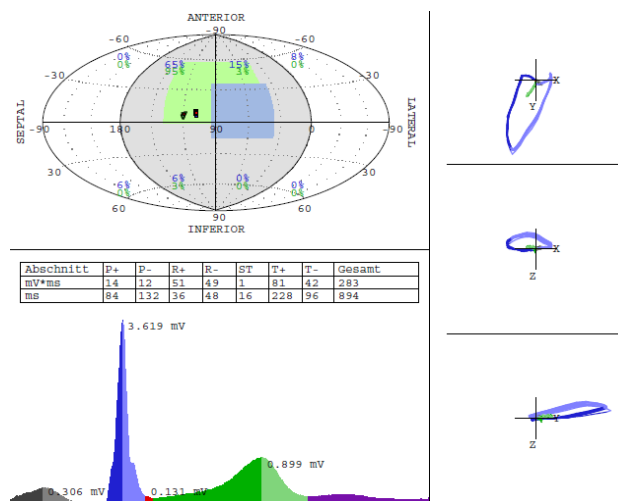 ANTERIOR
-90
-60 -60
0% 65% 15% 8%
0% 95% 3% 0%
-30 -30
SEPTAL -90 180 90 0 -90 LATERAL
30 30
6% 6% 0% 0%
0% 3% 0% 0%
60 60
90
INFERIOR
Abschnitt P+ P- R+ R- ST T+ T- Gesamt
mV*ms 14 12 51 49 1 81 42 283
ms 84 132 36 48 16 228 96 894
3.619 mV
0.899 mV
0.306 mV 0.131 mV
X
Y
X
Z
Y
Z